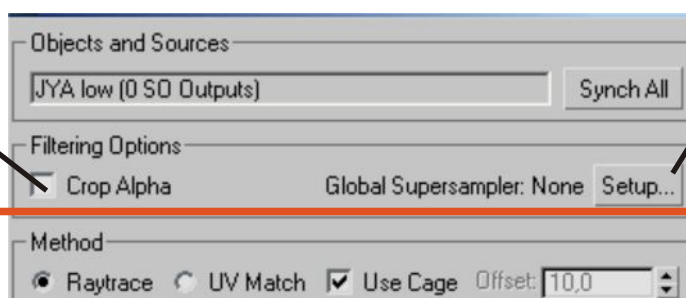 Objects and Sources
JYA low (0 SO Outputs) Synch All
Filtering Options
Crop Alpha Global Supersampler: None Setup...
Method
Raytrace UV Match Use Cage Offset: 10,0